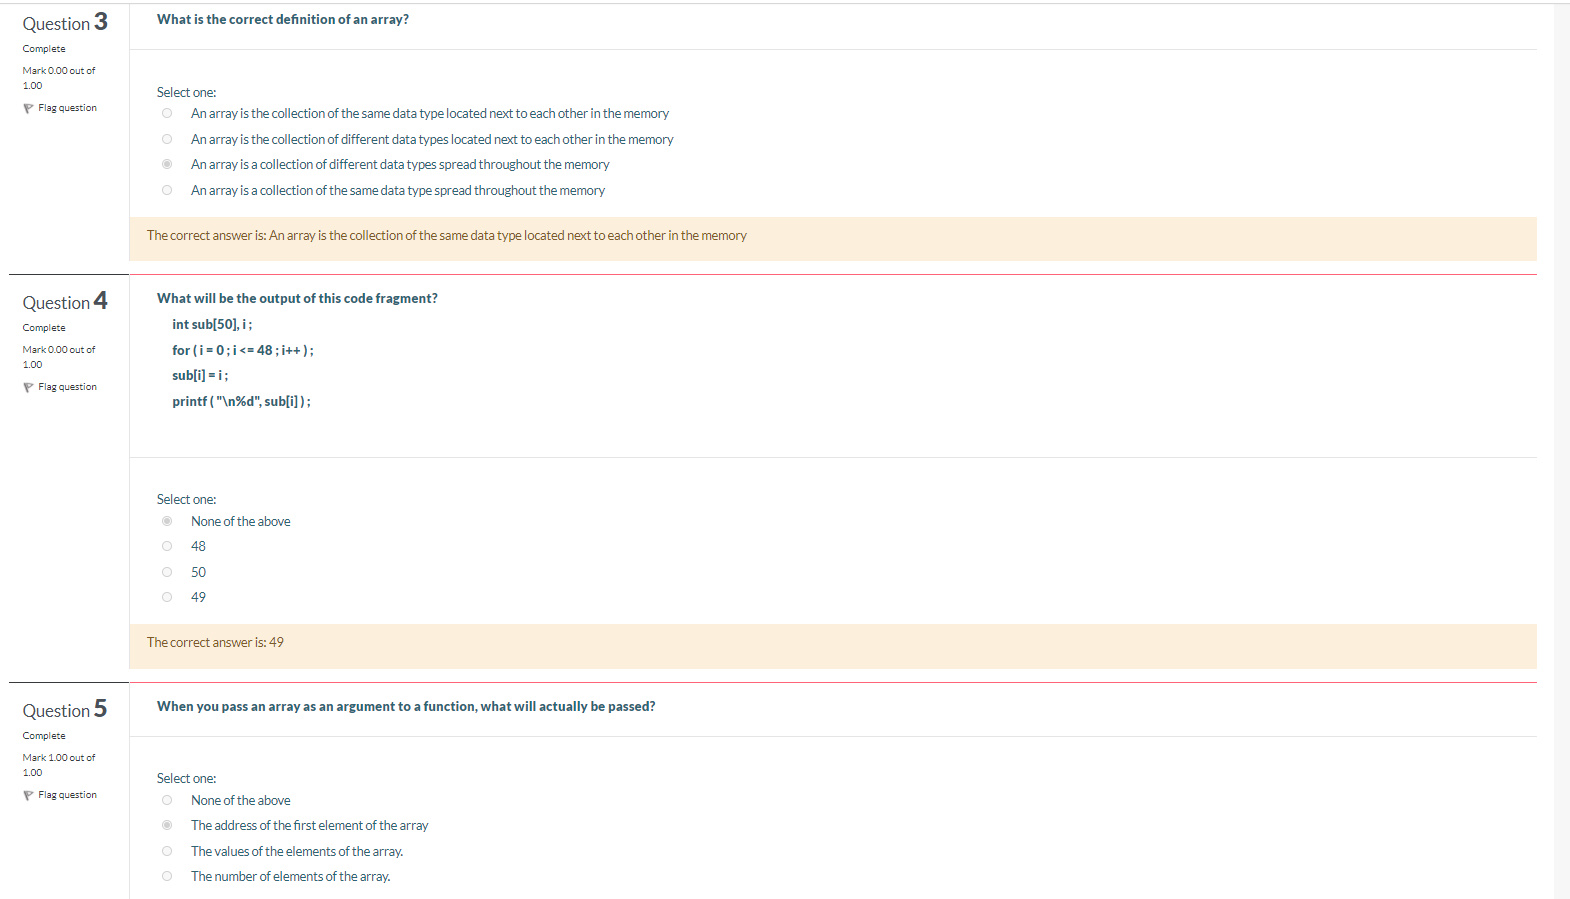 Question 3
Complete
Mark 0.00 out of
1.00
Flag question
What is the correct definition of an array?
Select one:
An array is the collection of the same data type located next to each other in the memory
An array is the collection of different data types located next to each other in the memory
An array is a collection of different data types spread throughout the memory
An array is a collection of the same data type spread throughout the memory
The correct answer is: An array is the collection of the same data type located next to each other in the memory
Question 4
Complete
Mark 0.00 out of
1.00
Flag question
What will be the output of this code fragment?
int sub[50], i ;
for ( i = 0 ; i <= 48 ; i++ ) ;
sub[i] = i ;
printf ( "\n%d", sub[i] ) ;
Select one:
None of the above
48
50
49
The correct answer is: 49
Question 5
Complete
Mark 1.00 out of
1.00
Flag question
When you pass an array as an argument to a function, what will actually be passed?
Select one:
None of the above
The address of the first element of the array
The values of the elements of the array.
The number of elements of the array.